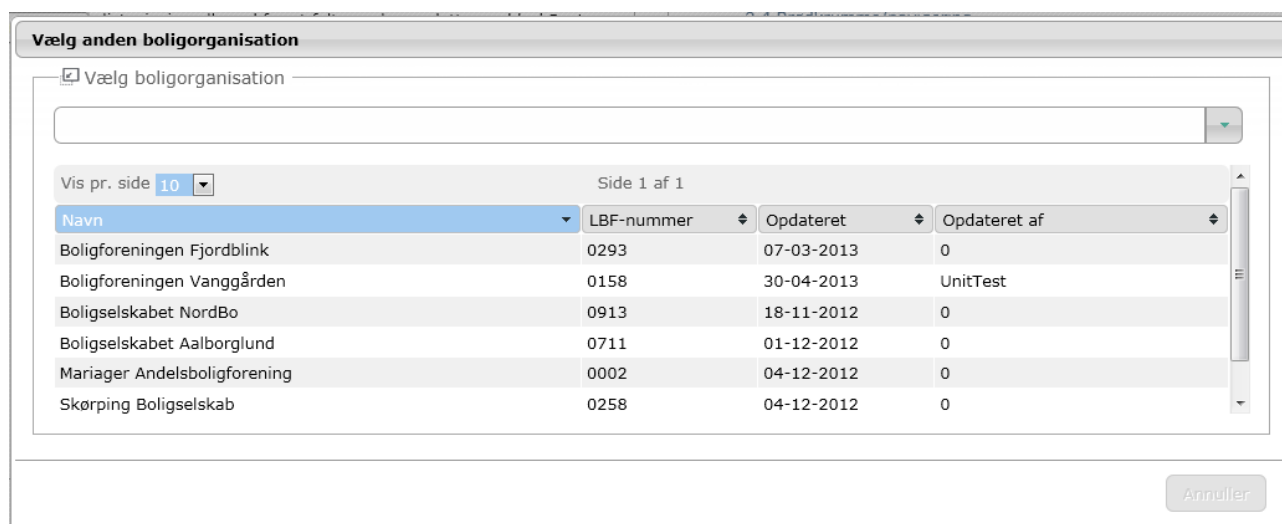 Vælg anden boligorganisation
Vælg boligorganisation
Vis pr. side 10 Side 1 af 1
Navn LBF-nummer Opdateret Opdateret af
Boligforeningen Fjordblink 0293 07-03-2013 0
Boligforeningen Vanggården 0158 30-04-2013 UnitTest
Boligselskabet NordBo 0913 18-11-2012 0
Boligselskabet Aalborglund 0711 01-12-2012 0
Mariager Andelsboligforening 0002 04-12-2012 0
Skørping Boligselskab 0258 04-12-2012 0
Annuller